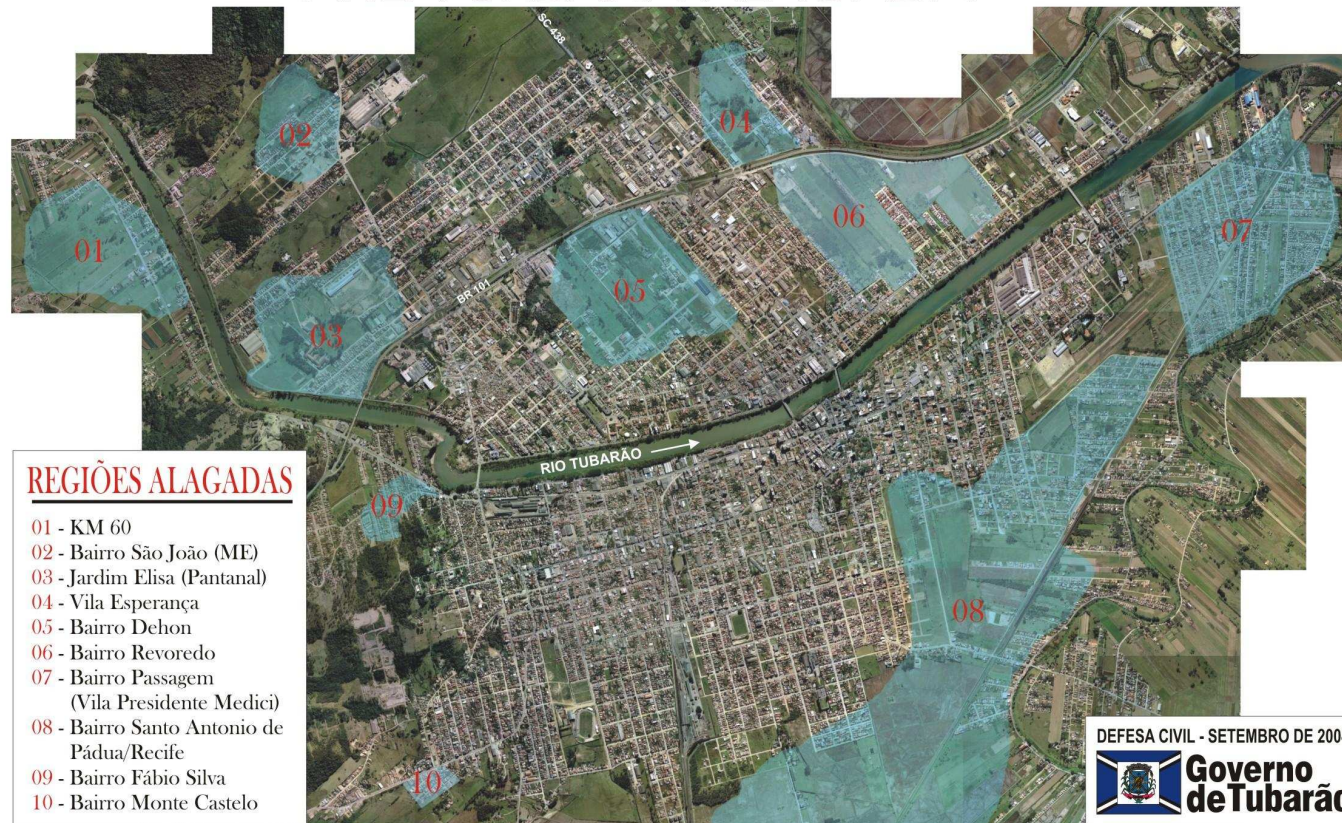 SC-438
02
04
01
06
07
05
BR 101
03
RIO TUBARÃO
09
08
10
REGIÕES ALAGADAS
01 - KM 60
02 - Bairro São João (ME)
03 - Jardim Elisa (Pantanal)
04 - Vila Esperança
05 - Bairro Dehon
06 - Bairro Revoredo
07 - Bairro Passagem
(Vila Presidente Medici)
08 - Bairro Santo Antonio de
Pádua/Recife
09 - Bairro Fábio Silva
10 - Bairro Monte Castelo
DEFESA CIVIL - SETEMBRO DE 200
Governo
de Tubarão